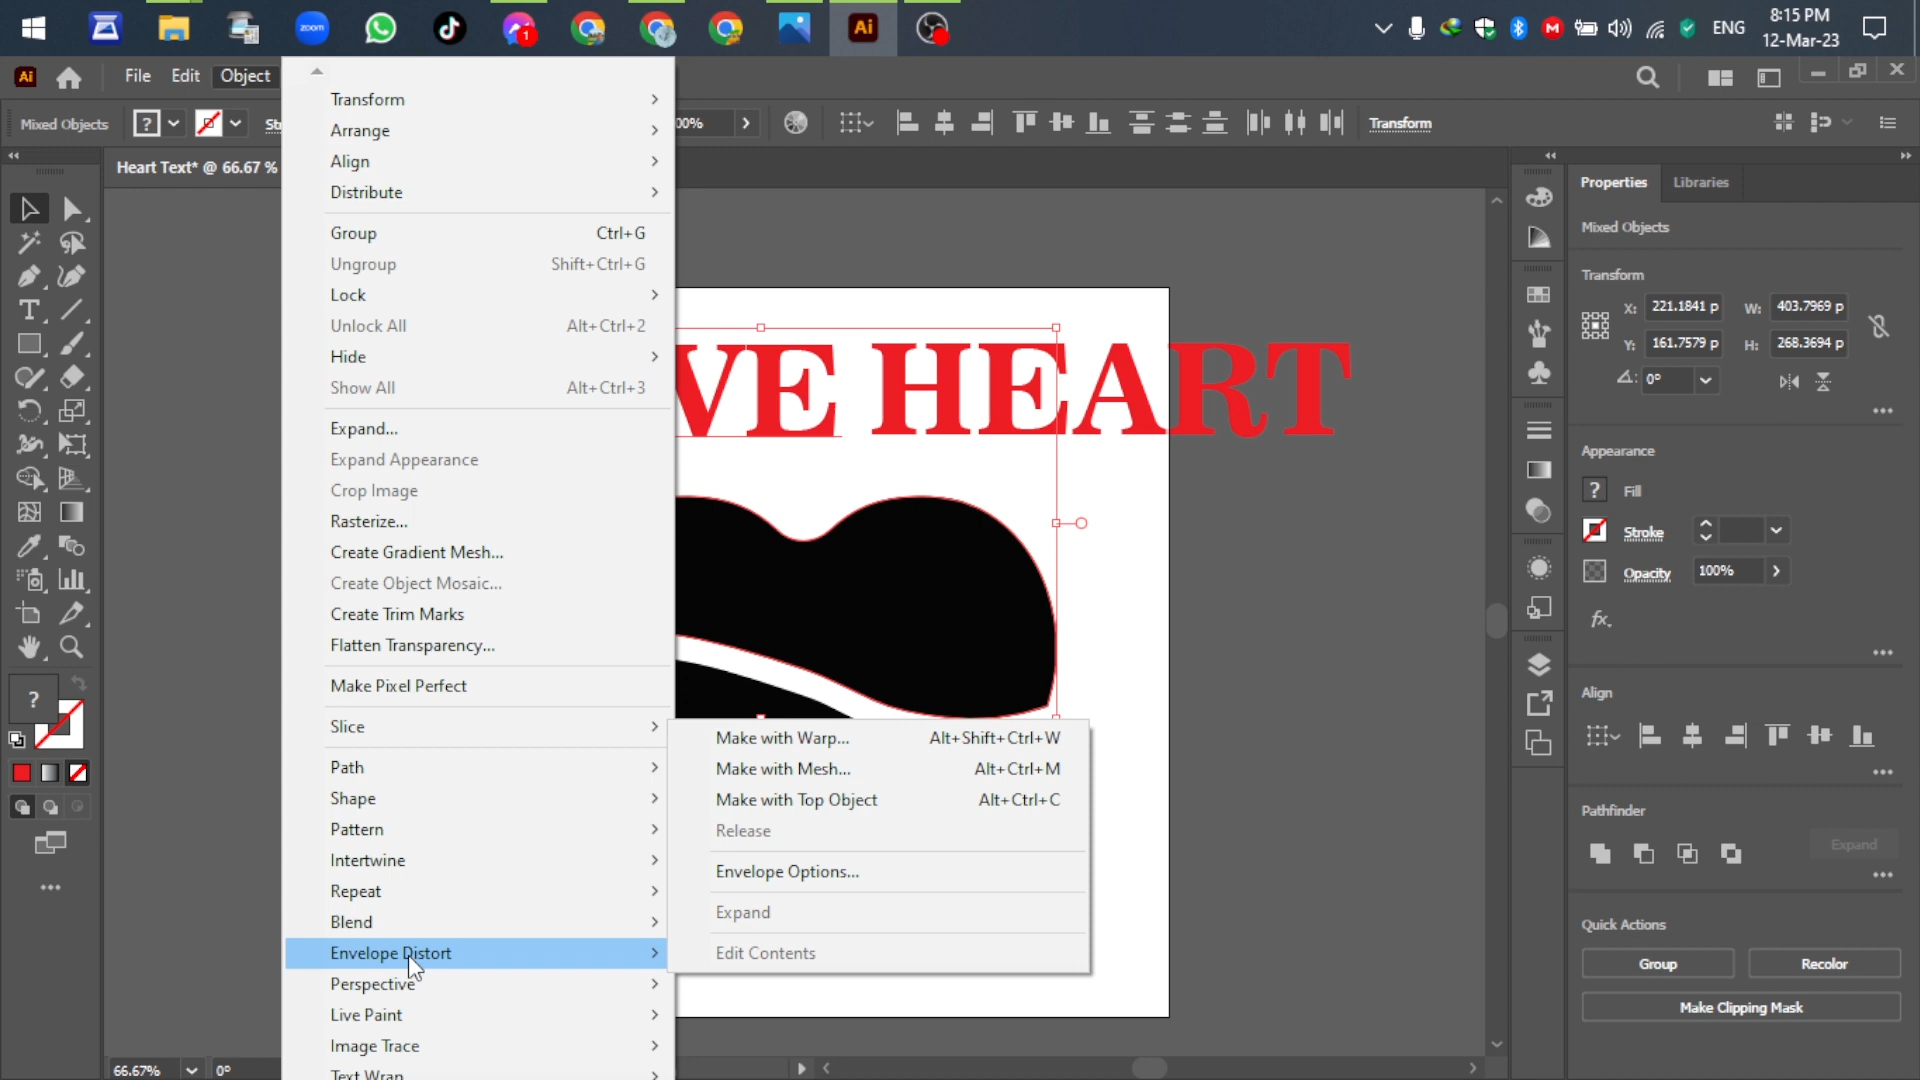 zoom
1
Ai
ENG
8:15 PM
12-Mar-23
Ai
File
Edit
Object
Mixed Objects
?
00%
Transform
Heart Text* @ 66.67 %
Transform
Arrange
Align
Distribute
Group
Ctrl+G
Ungroup
Shift+Ctrl+G
Lock
Unlock All
Alt+Ctrl+2
Hide
Show All
Alt+Ctrl+3
Expand...
Expand Appearance
Crop Image
Rasterize...
Create Gradient Mesh...
Create Object Mosaic...
Create Trim Marks
Flatten Transparency...
Make Pixel Perfect
Slice
Path
Shape
Pattern
Intertwine
Repeat
Blend
Envelope Distort
Perspective
Live Paint
Image Trace
Text Wrap
Make with Warp...
Alt+Shift+Ctrl+W
Make with Mesh...
Alt+Ctrl+M
Make with Top Object
Alt+Ctrl+C
Release
Envelope Options...
Expand
Edit Contents
VE HEART
66.67%
0°
?
Properties
Libraries
Mixed Objects
Transform
X:
221.1841 p
W:
403.7969 p
Y:
161.7579 p
H:
268.3694 p
0°
Appearance
?
Fill
Stroke
Opacity
100%
fx.
Align
Pathfinder
Expand
Quick Actions
Group
Recolor
Make Clipping Mask